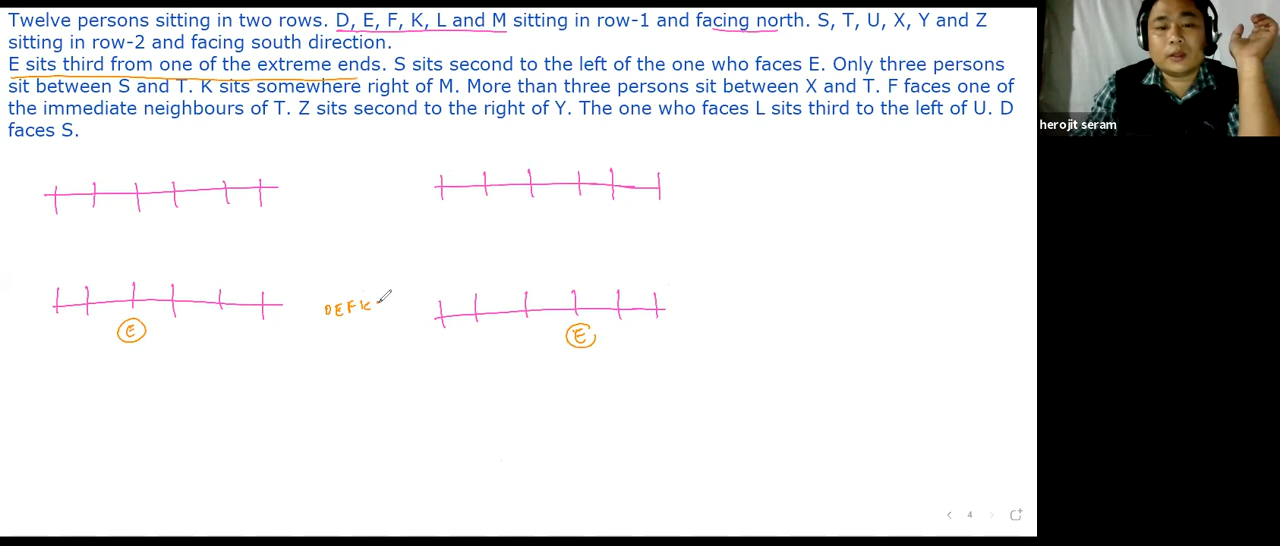 Twelve persons sitting in two rows. D, E, F, K, L and M sitting in row-1 and facing north. S, T, U, X, Y and Z
sitting in row-2 and facing south direction.
E sits third from one of the extreme ends. S sits second to the left of the one who faces E. Only three persons
sit between S and T. K sits somewhere right of M. More than three persons sit between X and T. F faces one of
the immediate neighbours of T. Z sits second to the right of Y. The one who faces L sits third to the left of U. D
faces S.
herojit seram
E
DEFK
E
4